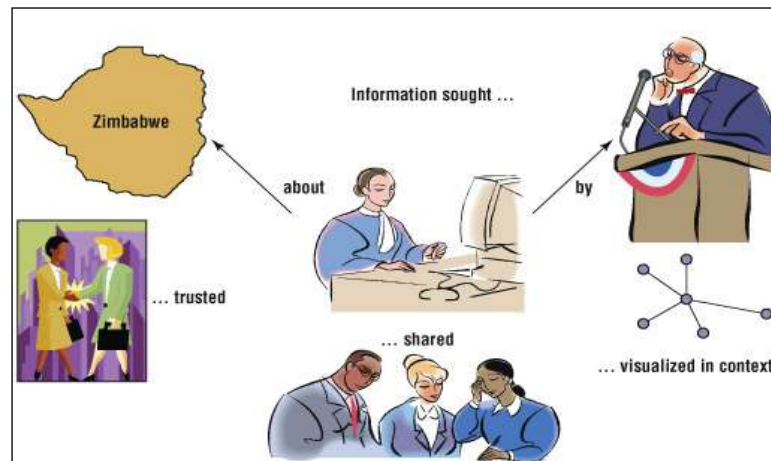 Information sought ...
Zimbabwe
about
by
... trusted
... shared
... visualized in context